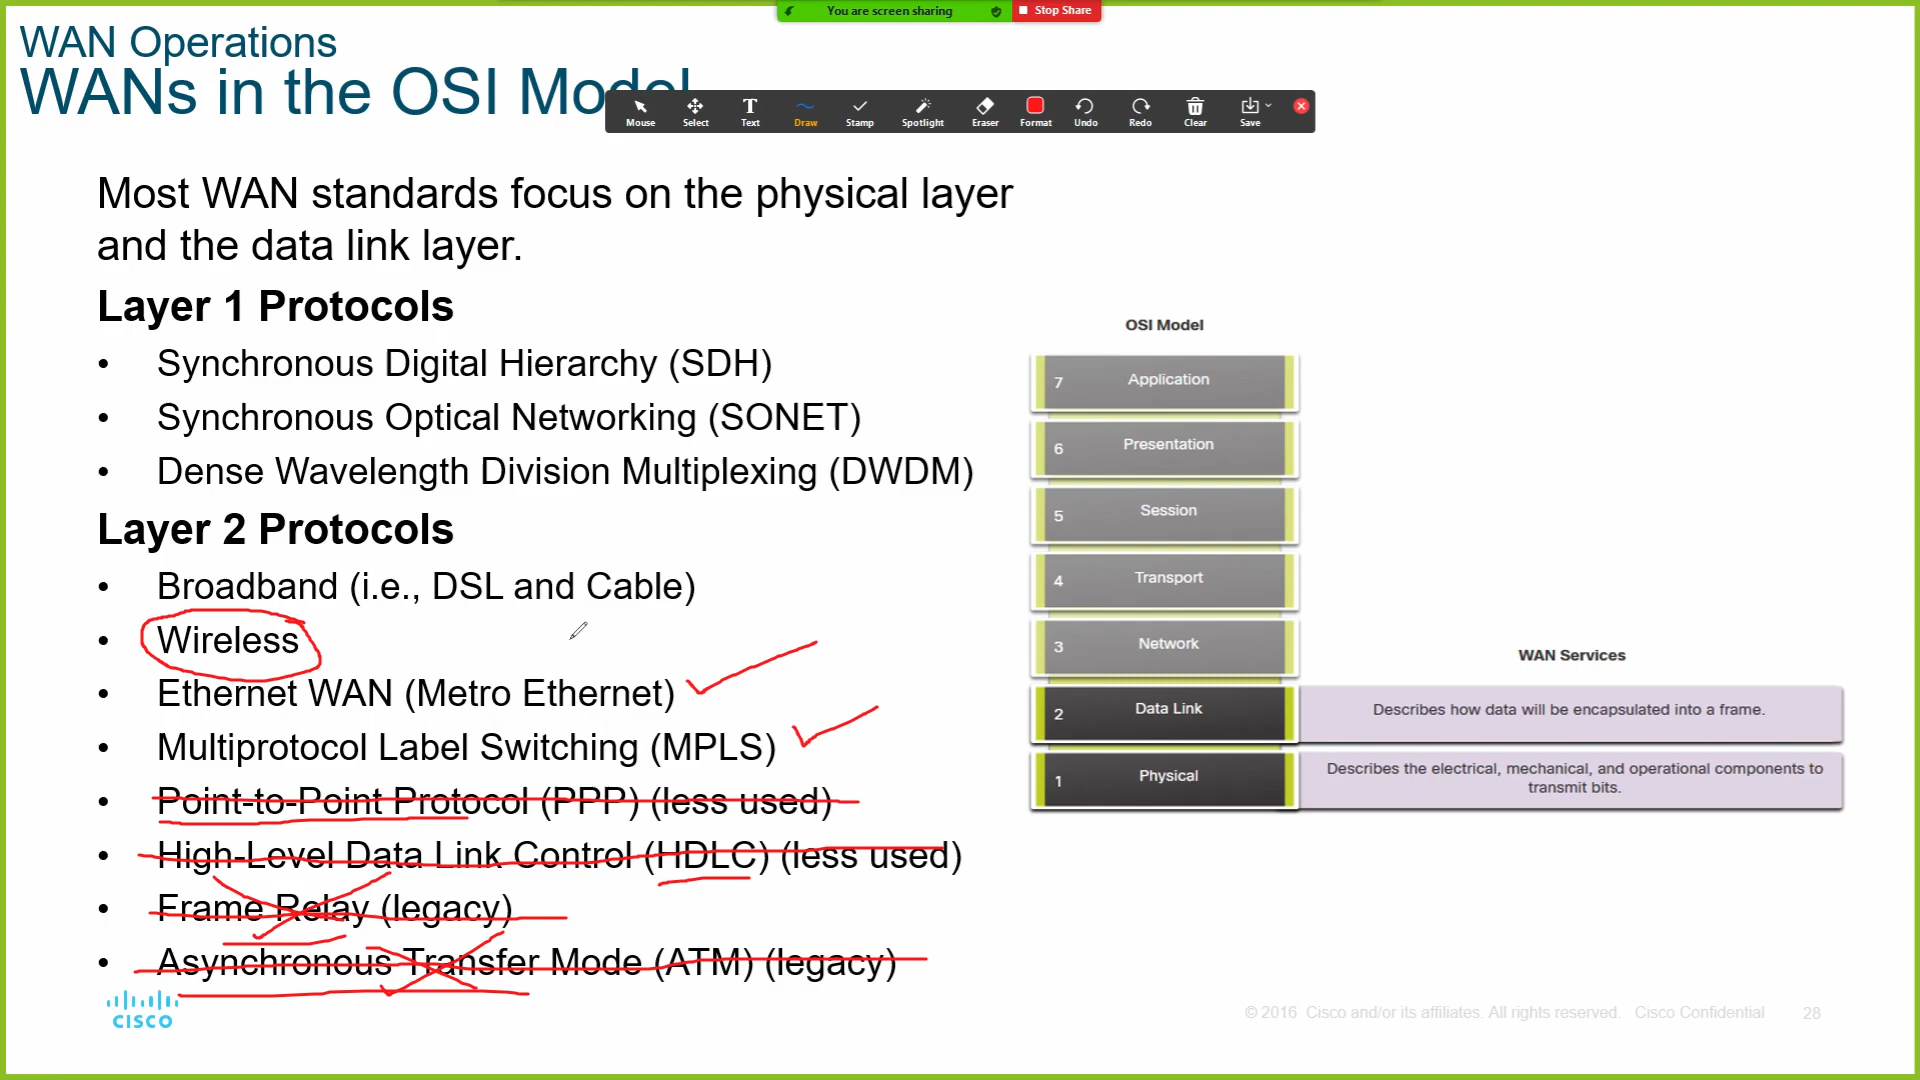 You are screen sharing
Stop Share
WAN Operations
WANs in the OSI Model
Mouse
Select
Text
Draw
Stamp
Spotlight
Eraser
Format
Undo
Redo
Clear
Save
Most WAN standards focus on the physical layer
and the data link layer.
Layer 1 Protocols
• Synchronous Digital Hierarchy (SDH)
• Synchronous Optical Networking (SONET)
• Dense Wavelength Division Multiplexing (DWDM)
Layer 2 Protocols
• Broadband (i.e., DSL and Cable)
• Wireless
• Ethernet WAN (Metro Ethernet)
• Multiprotocol Label Switching (MPLS)
• Point-to-Point Protocol (PPP) (less used)
• High-Level Data Link Control (HDLC) (less used)
• Frame Relay (legacy)
• Asynchronous Transfer Mode (ATM) (legacy)
OSI Model
7 Application
6 Presentation
5 Session
4 Transport
3 Network
WAN Services
2 Data Link
Describes how data will be encapsulated into a frame.
1 Physical
Describes the electrical, mechanical, and operational components to
transmit bits.
CISCO
© 2016 Cisco and/or its affiliates. All rights reserved. Cisco Confidential
28